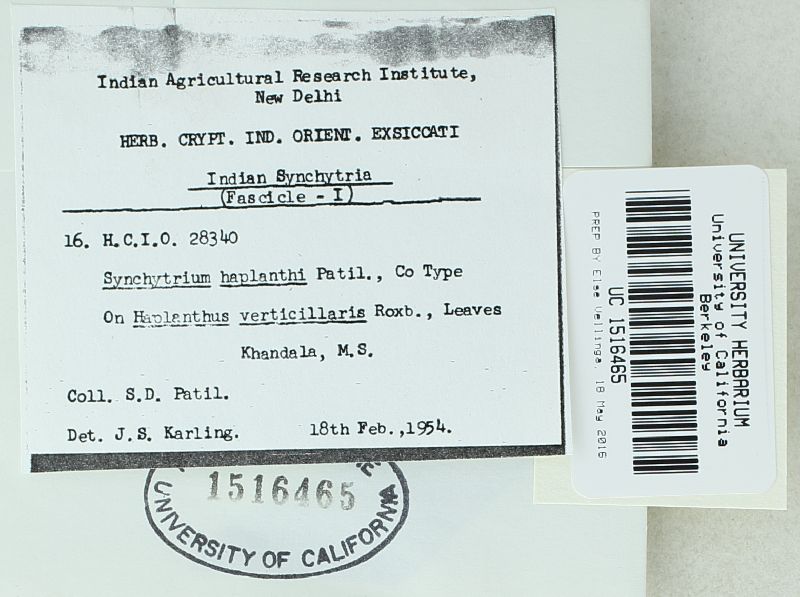 Indian Agricultural Research Institute,
New Delhi
HERB. CRYPT. IND. ORIENT. EXSICCATI
Indian Synchytria
(Fascicle - I)
16. H.C.I.O. 28340
Synchytrium haplanthi Patil., Co Type
On Haplanthus verticillaris Roxb., Leaves
Khandala, M.S.
Coll. S.D. Patil.
Det. J.S. Karling. 18th Feb.,1954.
1516465
UNIVERSITY OF CALIFORNIA
UNIVERSITY HERBARIUM
University of California
Berkeley
UC 1516465
PREP BY Else Vellinga, 18 May 2016